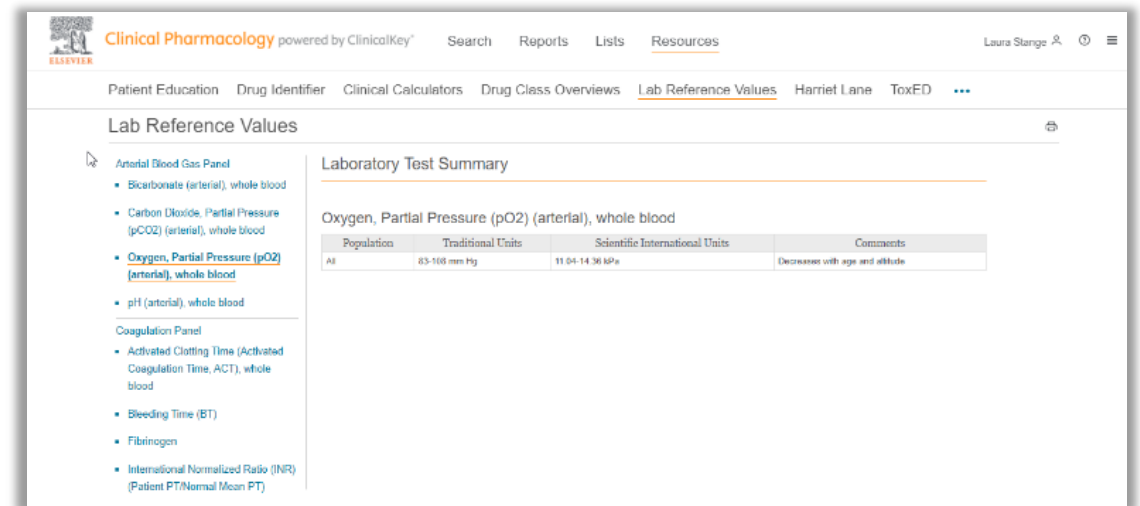 Clinical Pharmacology powered by ClinicalKey® Search Reports Lists Resources Laura Stange
ELSEVIER
Patient Education Drug Identifier Clinical Calculators Drug Class Overviews Lab Reference Values Harriet Lane ToxED •••
Lab Reference Values
Arterial Blood Gas Panel
Bicarbonate (arterial), whole blood
Carbon Dioxide, Partial Pressure
(pCO2) (arterial), whole blood
Oxygen, Partial Pressure (pO2)
(arterial), whole blood
pH (arterial), whole blood
Coagulation Panel
Activated Clotting Time (Activated
Coagulation Time, ACT), whole
blood
Bleeding Time (BT)
Fibrinogen
International Normalized Ratio (INR)
(Patient PT/Normal Mean PT)
Laboratory Test Summary
Oxygen, Partial Pressure (pO2) (arterial), whole blood
Population Traditional Units Scientific International Units Comments
All 83-108 mm Hg 11.04-14.36 kPa Decreases with age and altitude